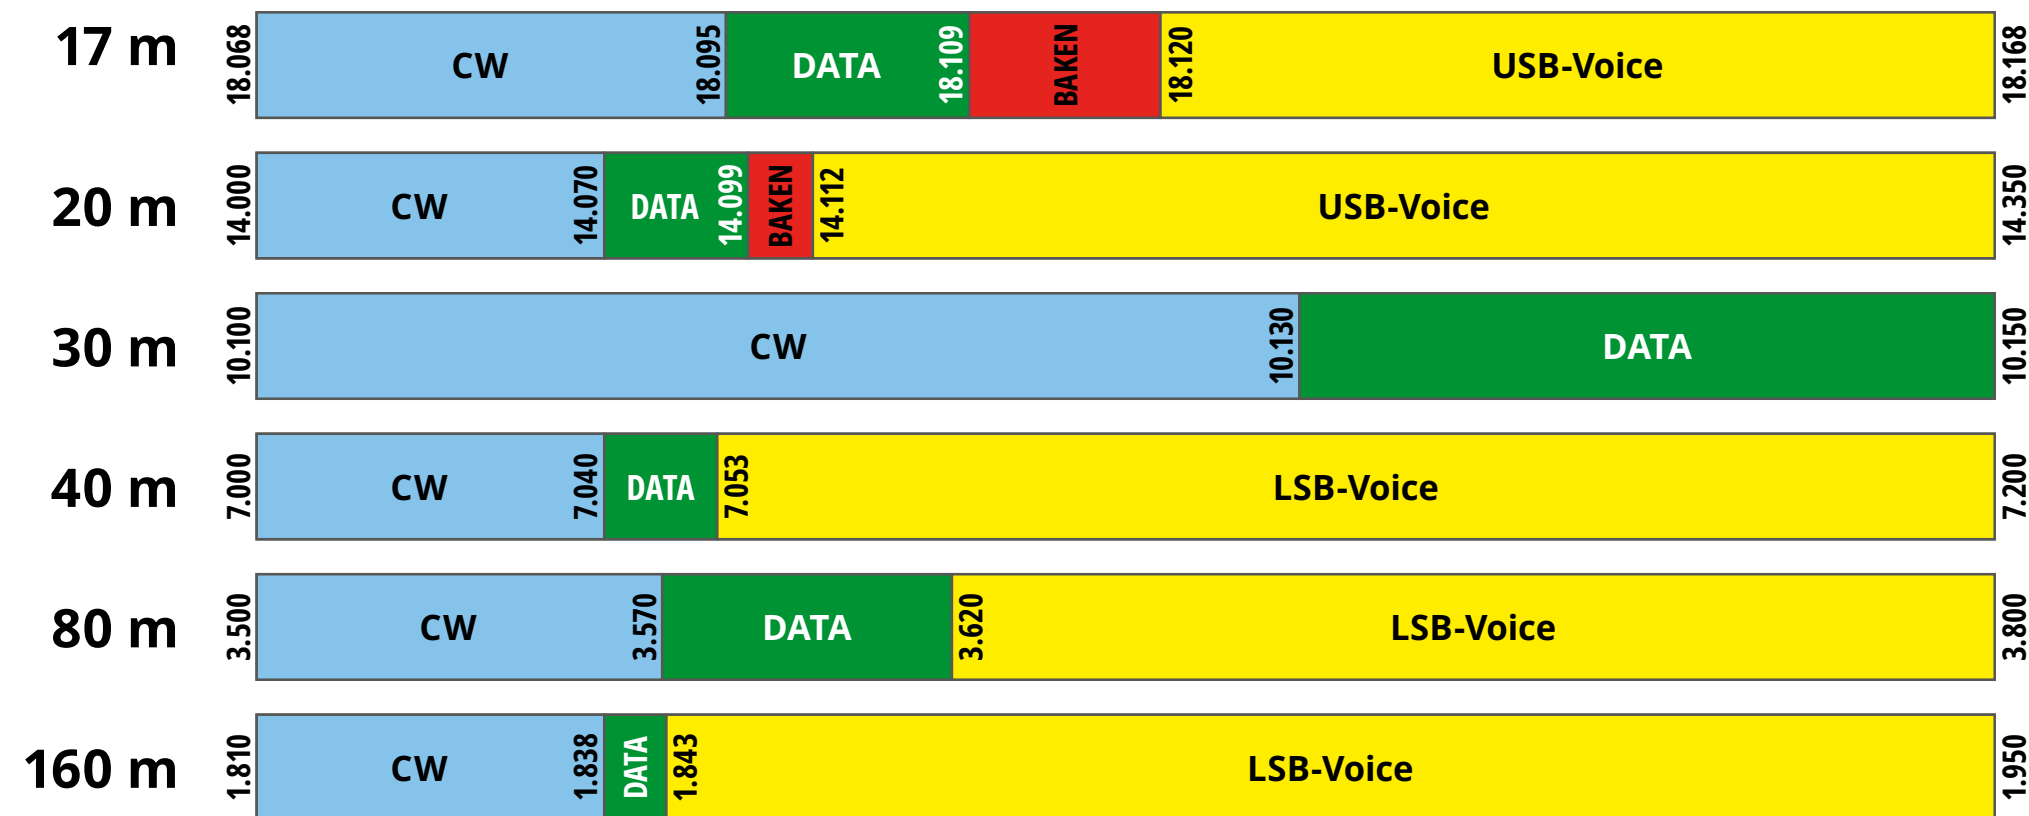 17 m 18.068 CW 18.095 DATA 18.109 BAKEN 18.120 USB-Voice 18.168
20 m 14.000 CW 14.070 DATA 14.099 BAKEN 14.112 USB-Voice 14.350
30 m 10.100 CW 10.130 DATA 10.150
40 m 7.000 CW 7.040 DATA 7.053 LSB-Voice 7.200
80 m 3.500 CW 3.570 DATA 3.620 LSB-Voice 3.800
160 m 1.810 CW 1.838 DATA 1.843 LSB-Voice 1.950